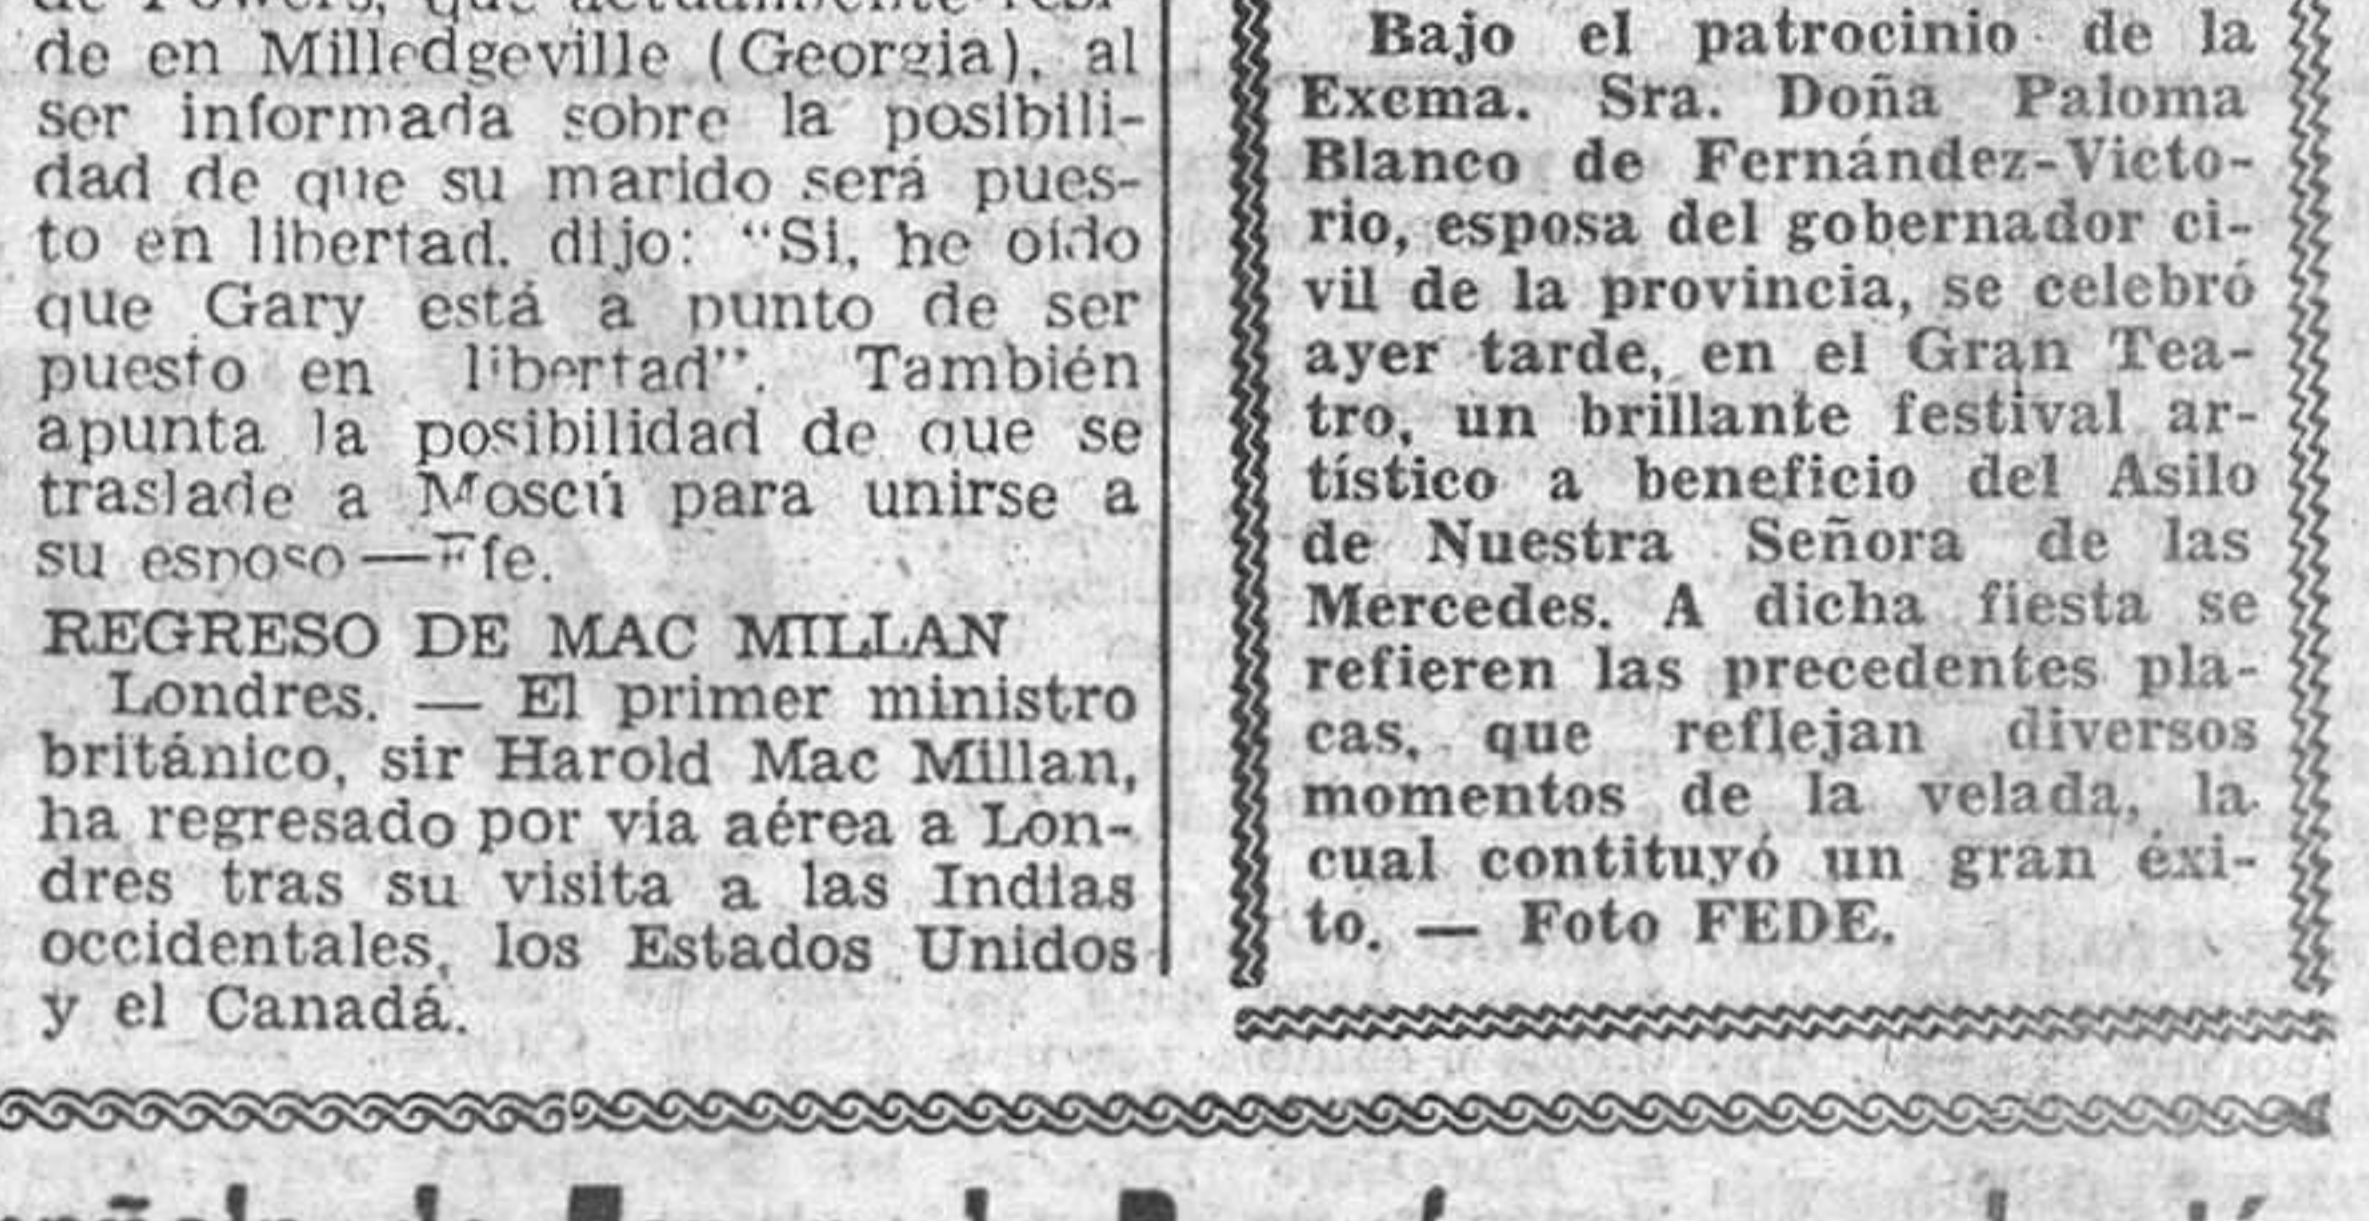 de Powers, que actualmente resi-
de en Milledgeville (Georgia), al
ser informada sobre la posibili-
dad de que su marido será pues-
to en libertad, dijo: "Si, he oído
que Gary está a punto de ser
puesto en libertad". También
apunta la posibilidad de que se
traslade a Moscú para unirse a
su esposo—Efe.
REGRESO DE MAC MILLAN
Londres. — El primer ministro
británico, sir Harold Mac Millan,
ha regresado por vía aérea a Lon-
dres tras su visita a las Indias
occidentales, los Estados Unidos
y el Canadá.
Bajo el patrocinio de la
Excma. Sra. Doña Paloma
Blanco de Fernández-Victo-
rio, esposa del gobernador ci-
vil de la provincia, se celebró
ayer tarde, en el Gran Tea-
tro, un brillante festival ar-
tístico a beneficio del Asilo
de Nuestra Señora de las
Mercedes. A dicha fiesta se
refieren las precedentes pla-
cas, que reflejan diversos
momentos de la velada, la
cual contituyó un gran éxi-
to. — Foto FEDE.